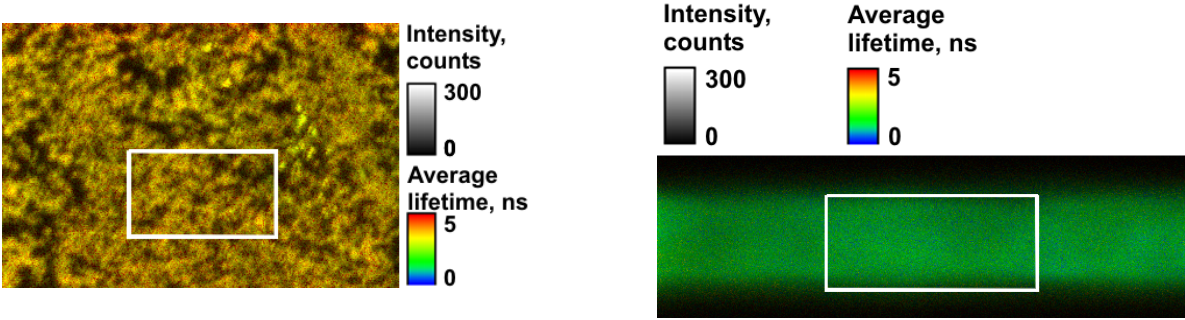 Intensity,
counts
300
0
Average
lifetime, ns
5
0
Intensity,
counts
300
0
Average
lifetime, ns
5
0